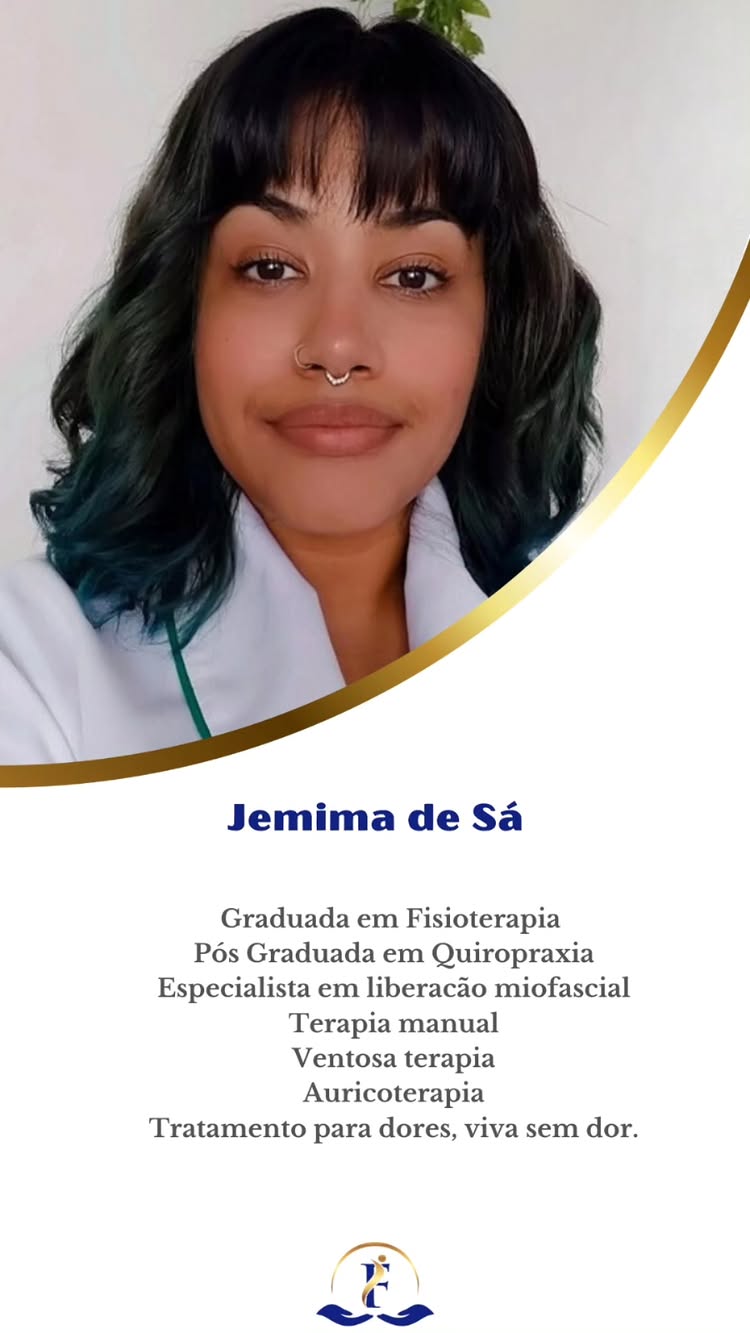 Jemima de Sá
Graduada em Fisioterapia
Pós Graduada em Quiropraxia
Especialista em liberacão miofascial
Terapia manual
Ventosa terapia
Auricoterapia
Tratamento para dores, viva sem dor.
F